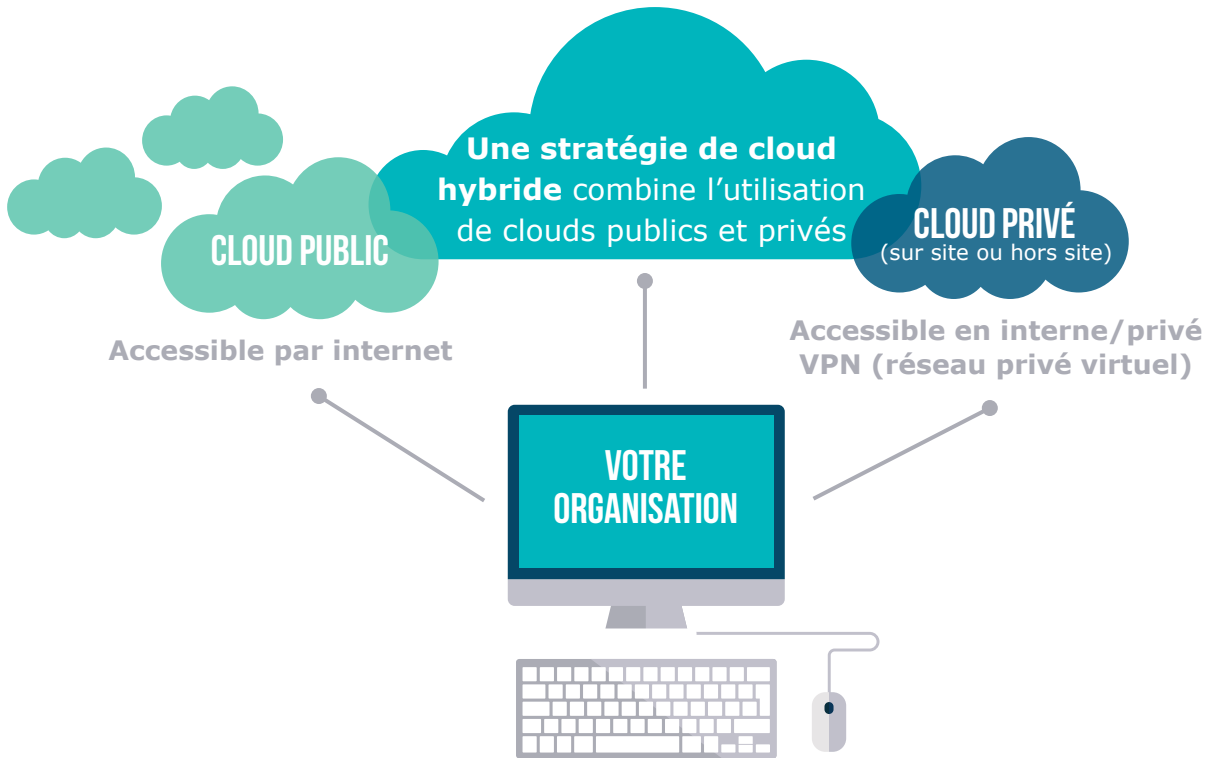 Une stratégie de cloud
hybride combine l’utilisation
de clouds publics et privés
CLOUD PUBLIC
CLOUD PRIVÉ
(sur site ou hors site)
Accessible par internet
Accessible en interne/privé
VPN (réseau privé virtuel)
VOTRE
ORGANISATION